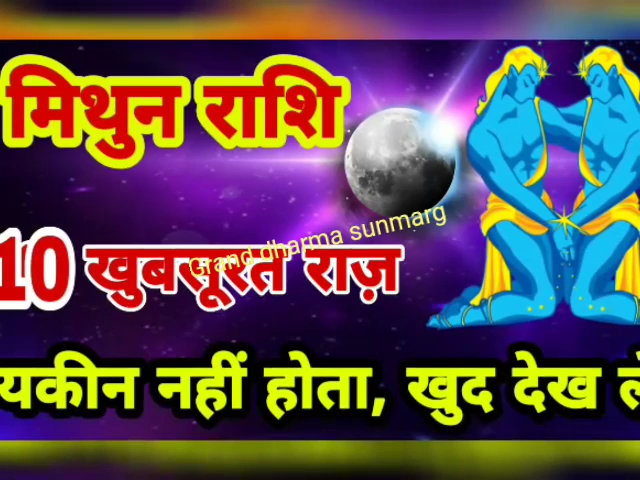 मिथुन राशि
10 खुबसूरत राज़
Grand dharma sunmarg
यकीन नहीं होता, खुद देख लो